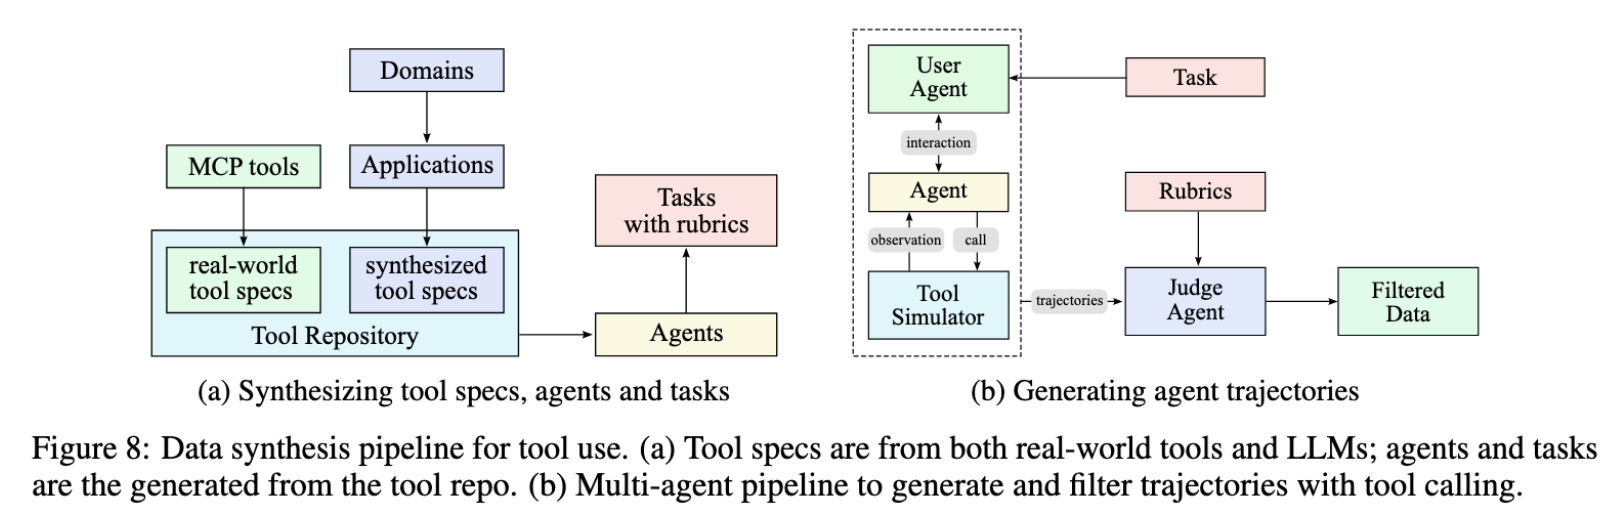 Domains
MCP tools
Applications
real-world
tool specs
synthesized
tool specs
Tool Repository
Tasks
with rubrics
Agents
(a) Synthesizing tool specs, agents and tasks
User
Agent
Task
interaction
Agent
observation
call
Tool
Simulator
trajectories
Rubrics
Judge
Agent
Filtered
Data
(b) Generating agent trajectories
Figure 8: Data synthesis pipeline for tool use. (a) Tool specs are from both real-world tools and LLMs; agents and tasks
are the generated from the tool repo. (b) Multi-agent pipeline to generate and filter trajectories with tool calling.